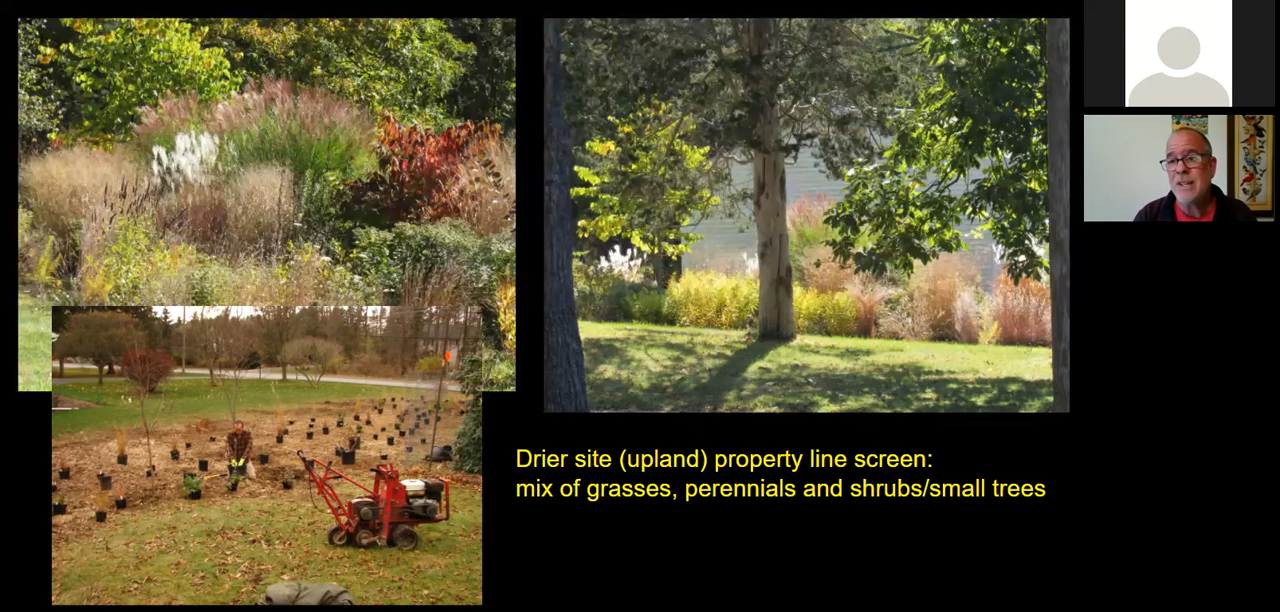 Drier site (upland) property line screen:
mix of grasses, perennials and shrubs/small trees